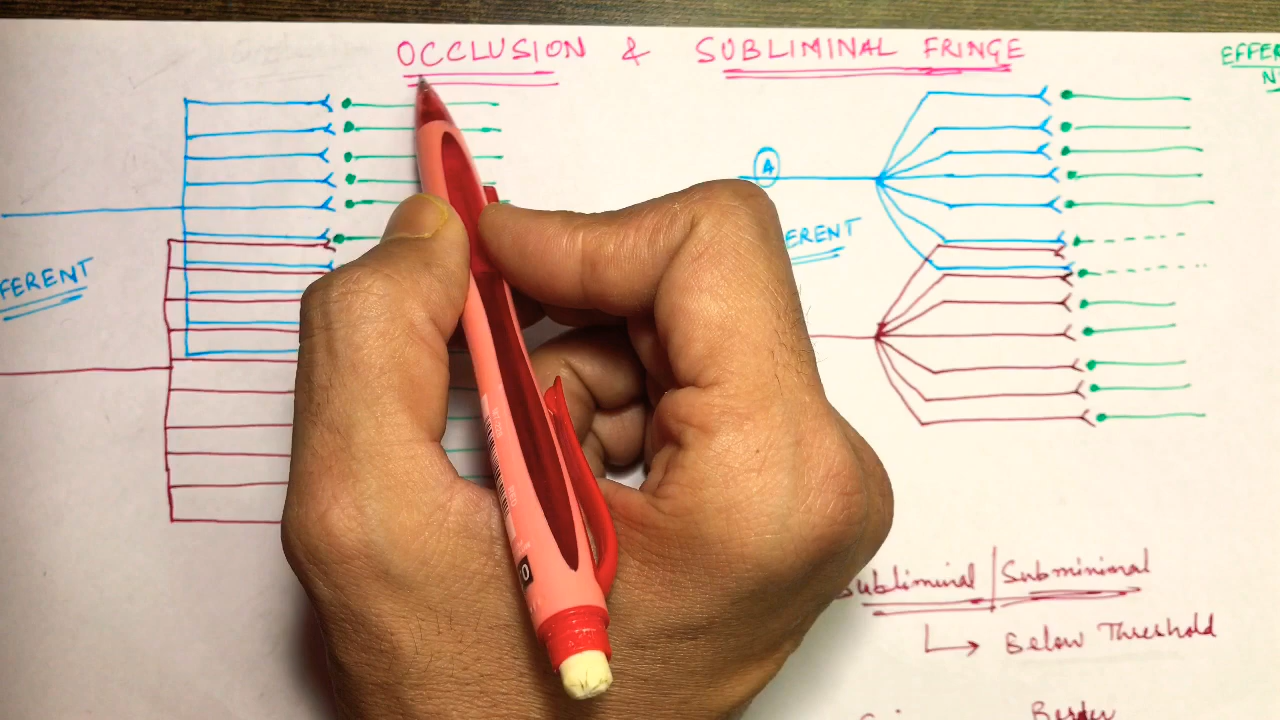 OCCLUSION & SUBLIMINAL FRINGE
EFFER
N
A
FERENT
ERENT
Subliminal | Subminimal
Below Threshold
Border